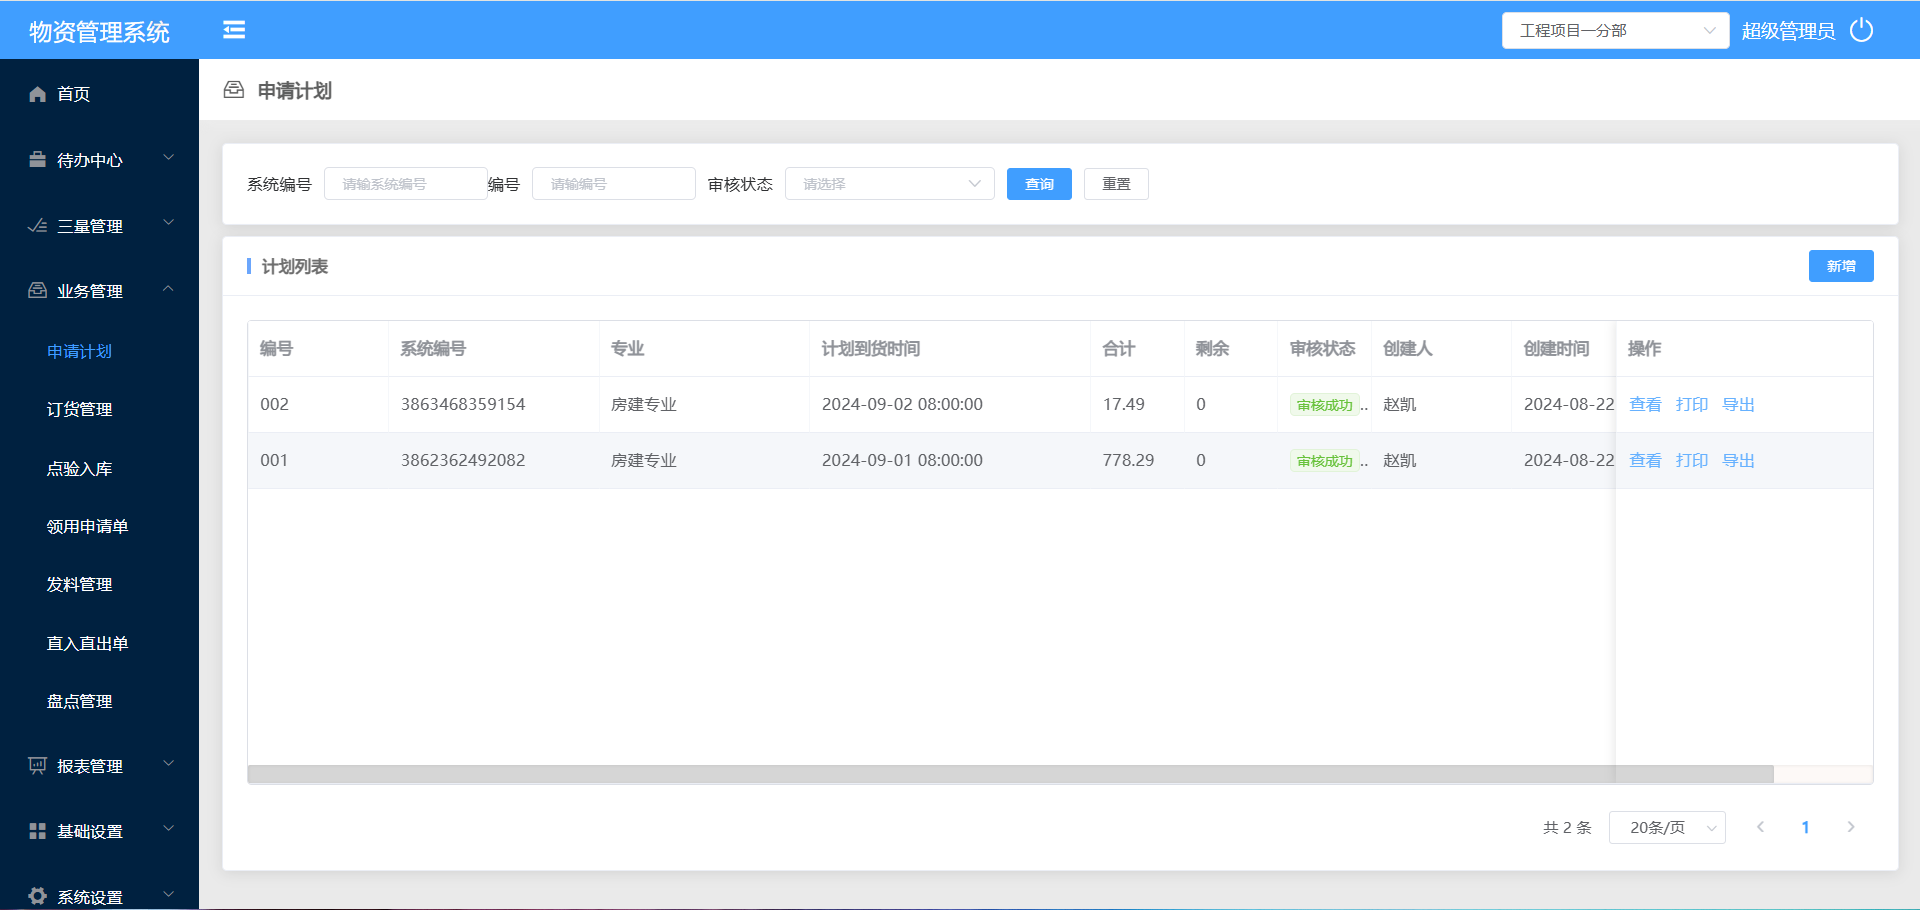 物资管理系统
工程项目一分部
超级管理员
首页
待办中心
三量管理
业务管理
申请计划
订货管理
点验入库
领用申请单
发料管理
直入直出单
盘点管理
报表管理
基础设置
系统设置
申请计划
系统编号 请输系统编号 编号 请输编号 审核状态 请选择 查询 重置
计划列表 新增
编号 系统编号 专业 计划到货时间 合计 剩余 审核状态 创建人 创建时间 操作
002 3863468359154 房建专业 2024-09-02 08:00:00 17.49 0 审核成功.. 赵凯 2024-08-22 查看 打印 导出
001 3862362492082 房建专业 2024-09-01 08:00:00 778.29 0 审核成功.. 赵凯 2024-08-22 查看 打印 导出
共 2 条 20条/页 1